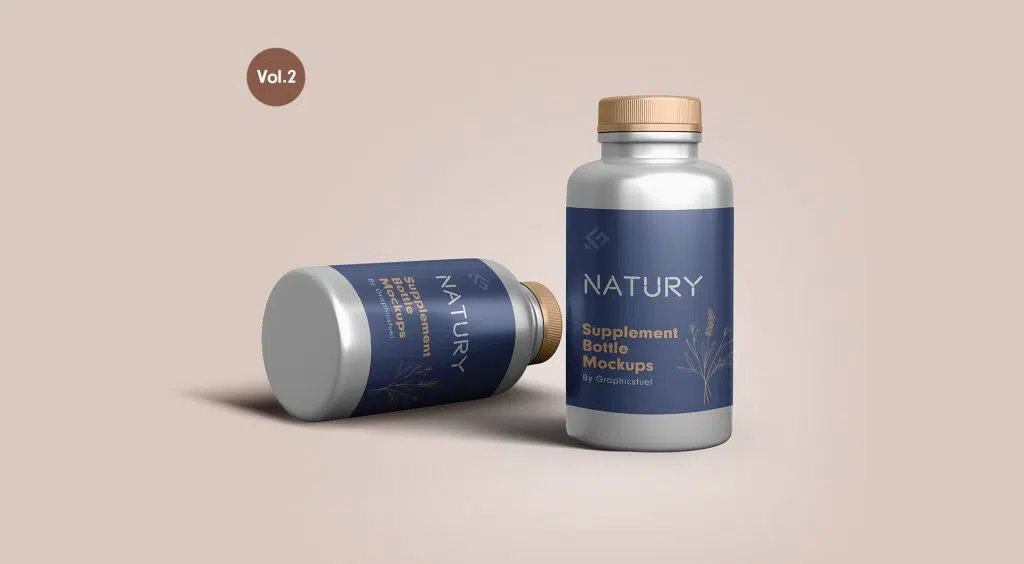 Vol.2
NATURY
Supplement
Bottle
Mockups
By Graphicsfuel
NATURY
Supplement
Bottle
Mockups
By Graphicsfuel